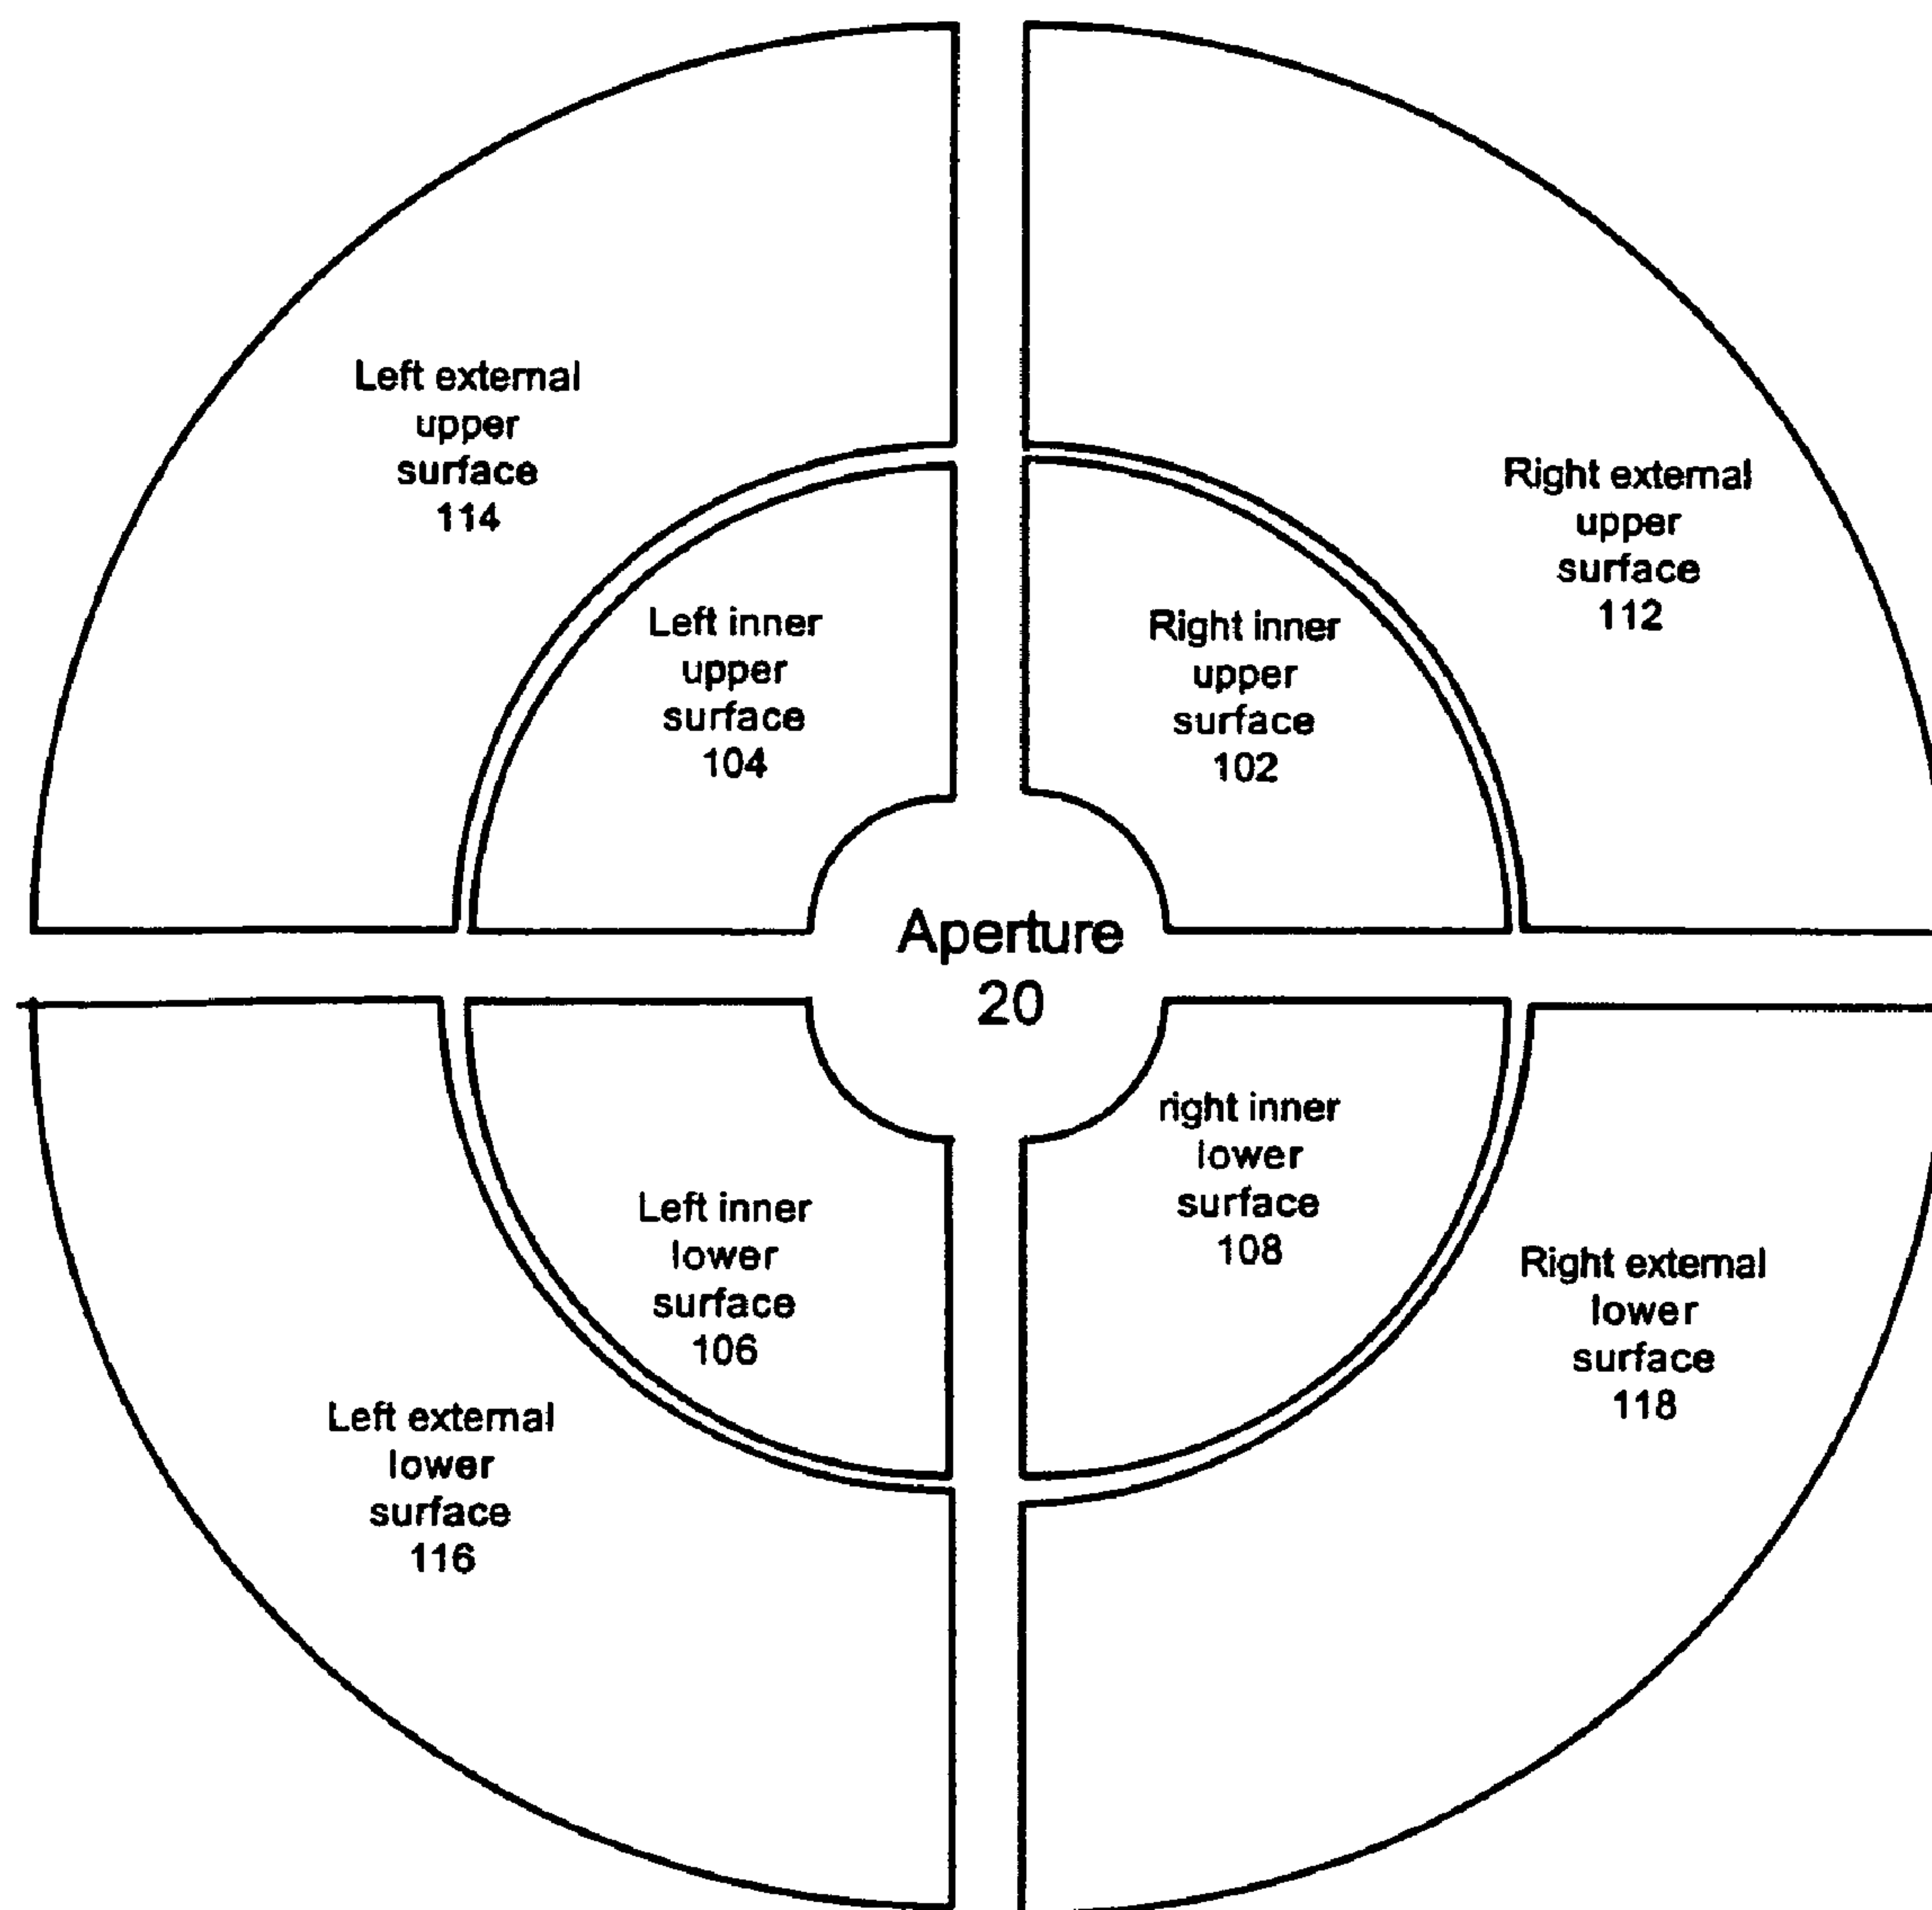 Left external
upper
surface
114
Right external
upper
surface
112
Left inner
upper
surface
104
Right inner
upper
surface
102
Aperture
20
Left inner
lower
surface
106
right inner
lower
surface
108
Left external
lower
surface
116
Right external
lower
surface
118